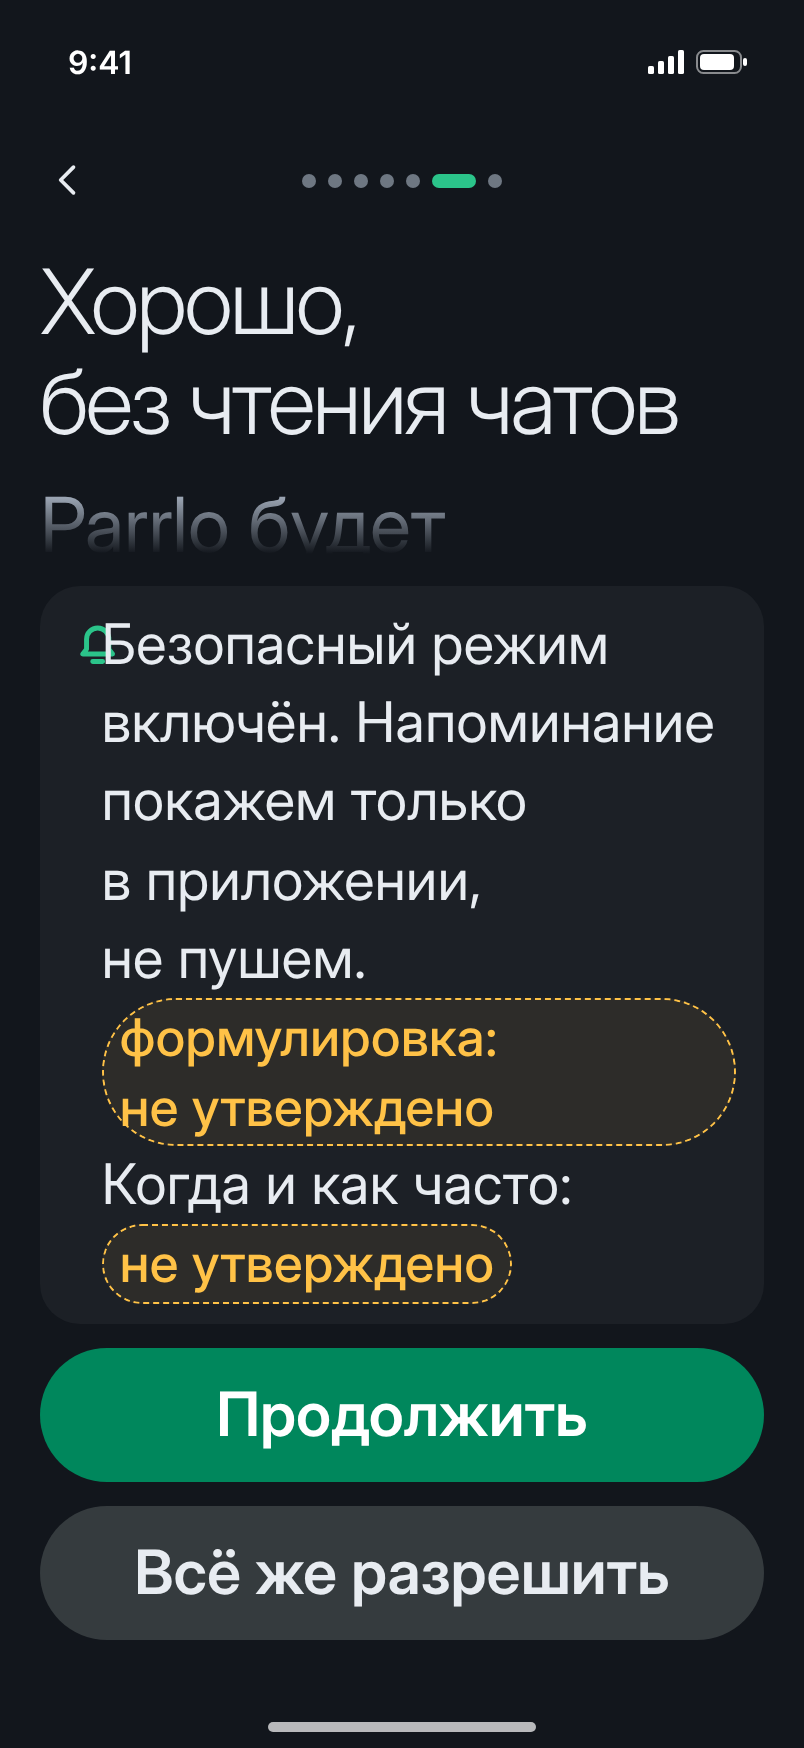 9:41
Хорошо,
без чтения чатов
Parrlo будет
Безопасный режим
включён. Напоминание
покажем только
в приложении,
не пушем.
формулировка:
не утверждено
Когда и как часто:
не утверждено
Продолжить
Всё же разрешить